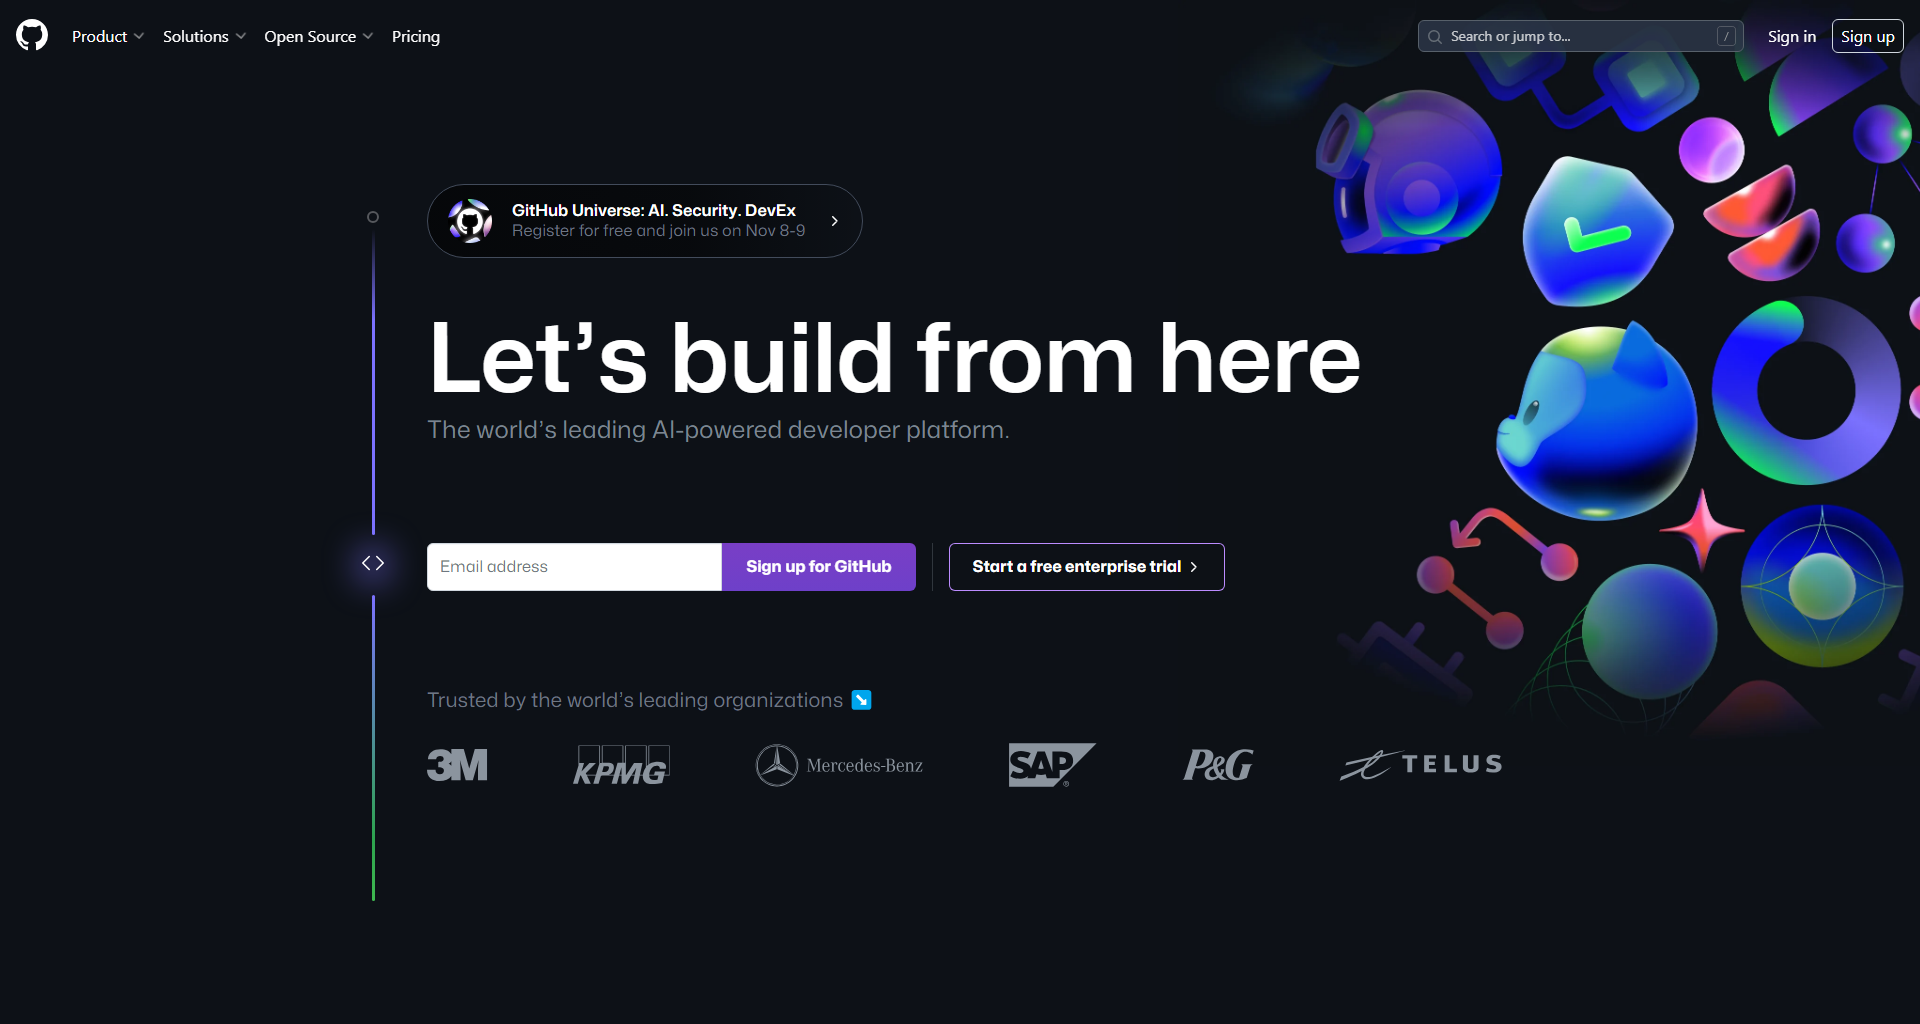 Product
Solutions
Open Source
Pricing
Search or jump to...
/
Sign in
Sign up
GitHub Universe: AI. Security. DevEx
Register for free and join us on Nov 8-9
Let’s build from here
The world’s leading AI-powered developer platform.
Email address
Sign up for GitHub
Start a free enterprise trial
Trusted by the world’s leading organizations ↘
3M
KPMG
Mercedes-Benz
SAP®
P&G
TELUS